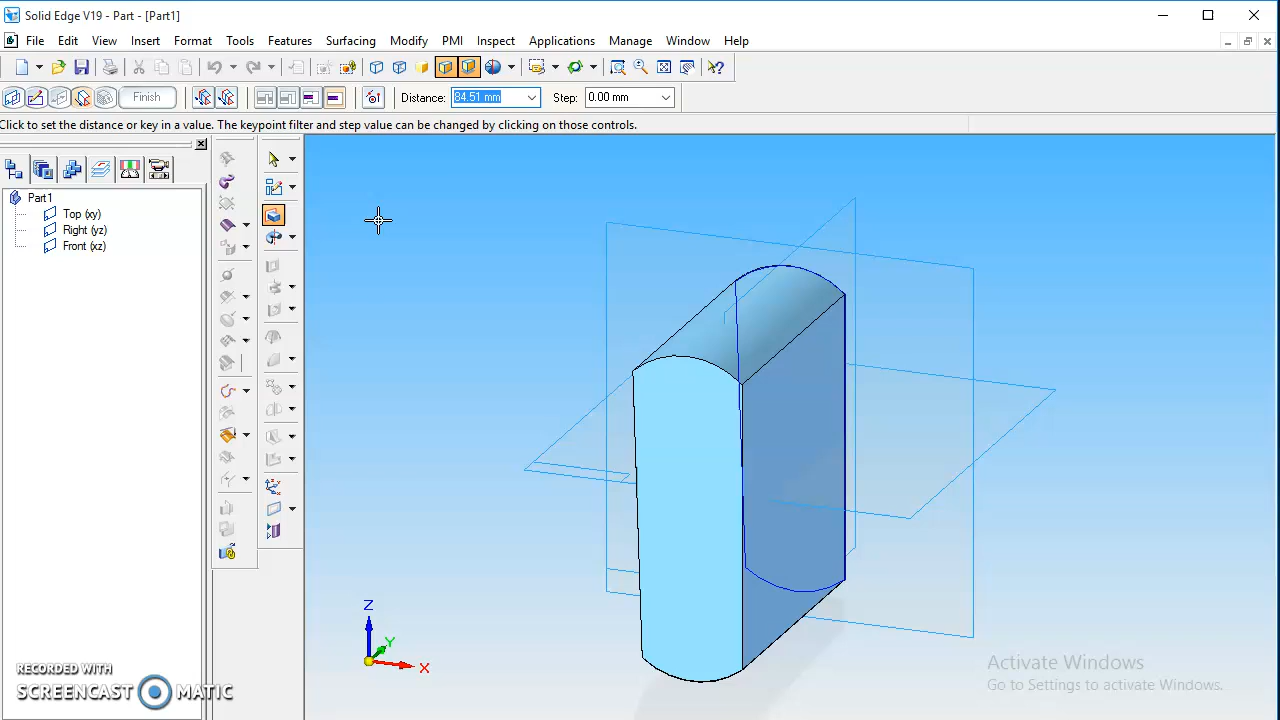 Solid Edge V19 - Part - [Part1]
File Edit View Insert Format Tools Features Surfacing Modify PMI Inspect Applications Manage Window Help
Finish Distance: 84.51 mm Step: 0.00 mm
Click to set the distance or key in a value. The keypoint filter and step value can be changed by clicking on those controls.
Part1
Top (xy)
Right (yz)
Front (xz)
Z
Y
X
RECORDED WITH
SCREENCAST MATIC
Activate Windows
Go to Settings to activate Windows.